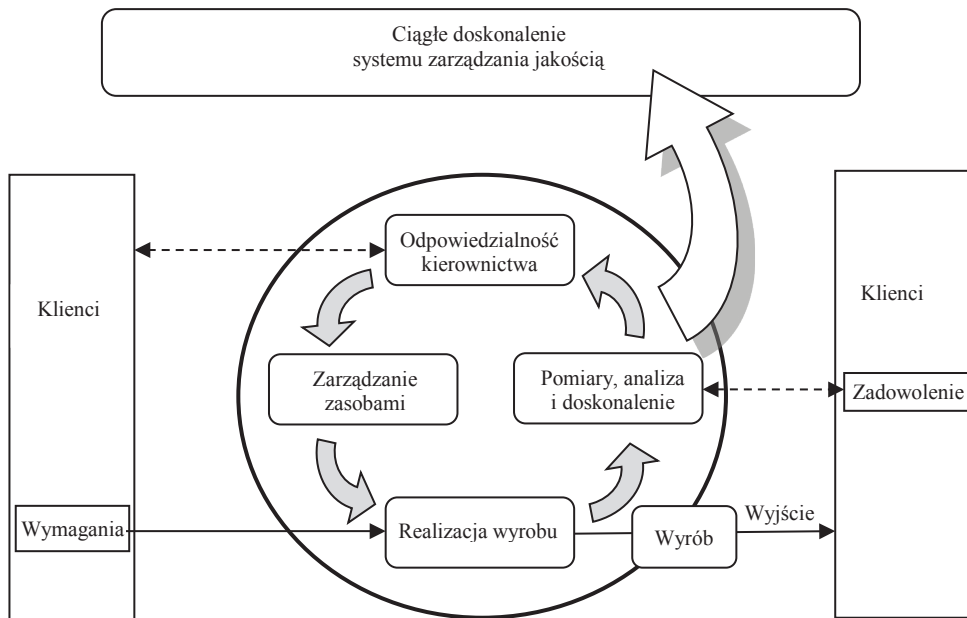 Ciągłe doskonalenie
systemu zarządzania jakością
Odpowiedzialność
kierownictwa
Klienci
Klienci
Zarządzanie
zasobami
Pomiary, analiza
i doskonalenie
Zadowolenie
Wymagania
Realizacja wyrobu
Wyrób
Wyjście